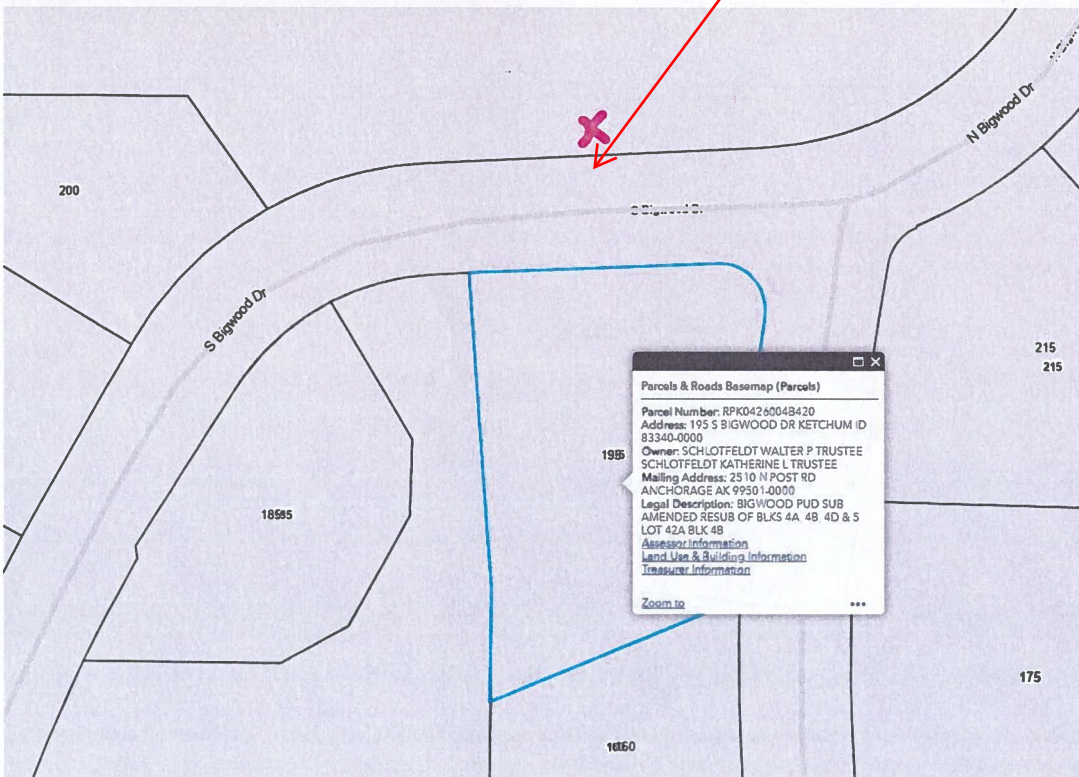 N Bigwood Dr
200
S Bigwood Dr
S Bigwood Dr
215
215
Parcels & Roads Basemap (Parcels)
Parcel Number: RPK0426004B420
Address: 195 S BIGWOOD DR KETCHUM ID
83340-0000
Owner: SCHLOTFELDT WALTER P TRUSTEE
SCHLOTFELDT KATHERINE L TRUSTEE
Mailing Address: 2510 N POST RD
ANCHORAGE AK 99501-0000
Legal Description: BIGWOOD PUD SUB
AMENDED RESUB OF BLKS 4A 4B 4D & 5
LOT 42A BLK 4B
Assessor Information
Land Use & Building Information
Treasurer Information
Zoom to
195
175